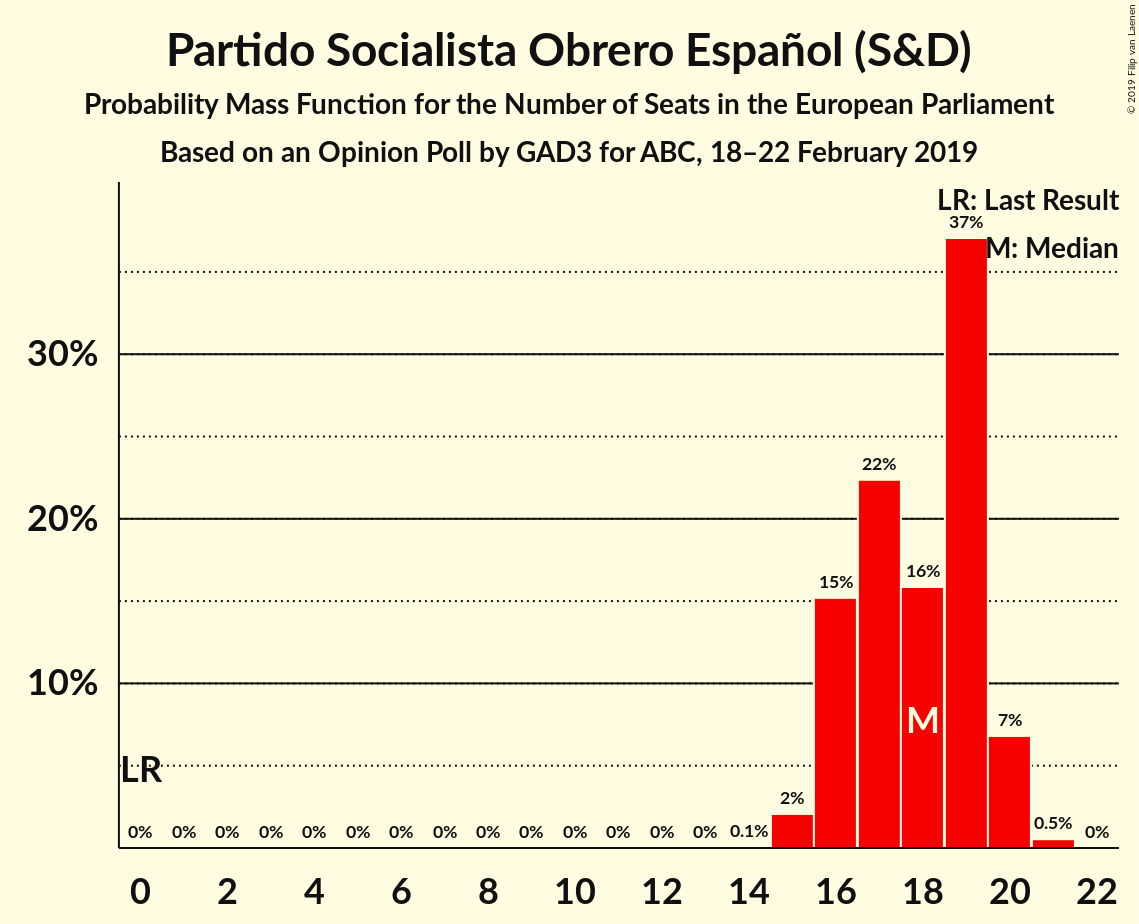 Partido Socialista Obrero Español (S&D)
Probability Mass Function for the Number of Seats in the European Parliament
Based on an Opinion Poll by GAD3 for ABC, 18–22 February 2019
© 2019 Filip van Laenen
LR: Last Result
M: Median
37%
30%
22%
20%
16%
15%
10%
M
7%
LR
2%
0% 0% 0% 0% 0% 0% 0% 0% 0% 0% 0% 0% 0% 0% 0.1% 0.5% 0%
0 2 4 6 8 10 12 14 16 18 20 22